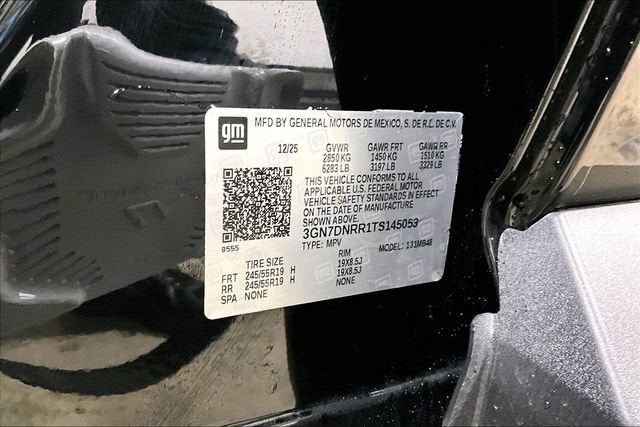 gm MFD BY GENERAL MOTORS DE MEXICO, S. DE R.L. DE C.V.
12/25 GVWR GAWR FRT GAWR RR
2850 KG 1450 KG 1510 KG
6283 LB 3197 LB 3329 LB
THIS VEHICLE CONFORMS TO ALL
APPLICABLE U.S. FEDERAL MOTOR
VEHICLE SAFETY STANDARDS IN EFFECT
ON THE DATE OF MANUFACTURE
SHOWN ABOVE.
3GN7DNRR1TS145053
8555 TYPE: MPV MODEL: 131MB48
TIRE SIZE RIM
FRT 245/55R19 H 19X8.5J
RR 245/55R19 H 19X8.5J
SPA NONE NONE